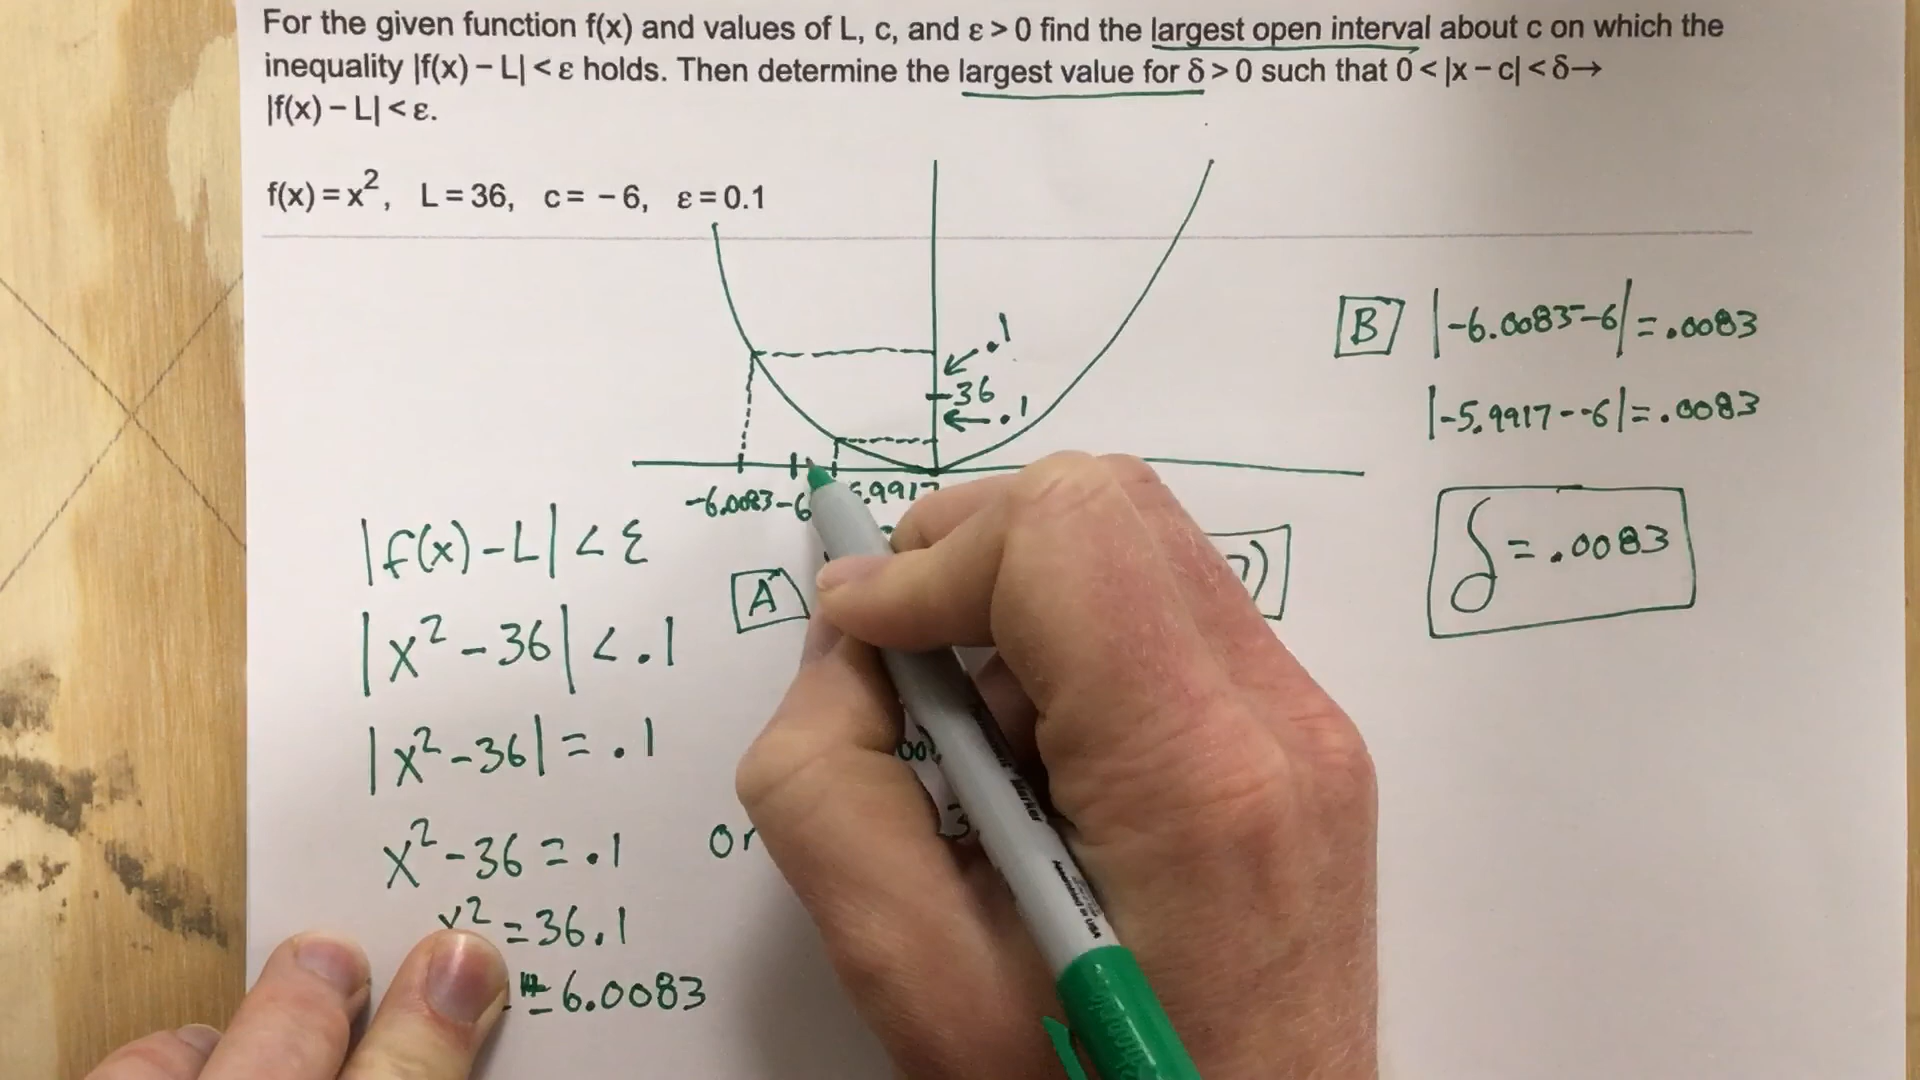 For the given function f(x) and values of L, c, and ε > 0 find the largest open interval about c on which the
inequality |f(x) − L| < ε holds. Then determine the largest value for δ > 0 such that 0 < |x − c| < δ→
|f(x) − L| < ε.
f(x) = x², L = 36, c = − 6, ε = 0.1
.1
36
.1
-6.0083 -6 5.9917
|f(x) - L| < ε
|x² - 36| < .1
|x² - 36| = .1
x² - 36 = .1 or
x² = 36.1
± 6.0083
A
B |-6.0083 - -6| = .0083
|-5.9917 - -6| = .0083
δ = .0083